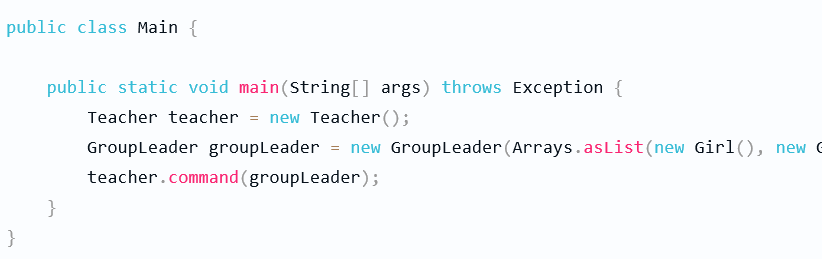 public class Main {
public static void main(String[] args) throws Exception {
Teacher teacher = new Teacher();
GroupLeader groupLeader = new GroupLeader(Arrays.asList(new Girl(), new
teacher.command(groupLeader);
}
}